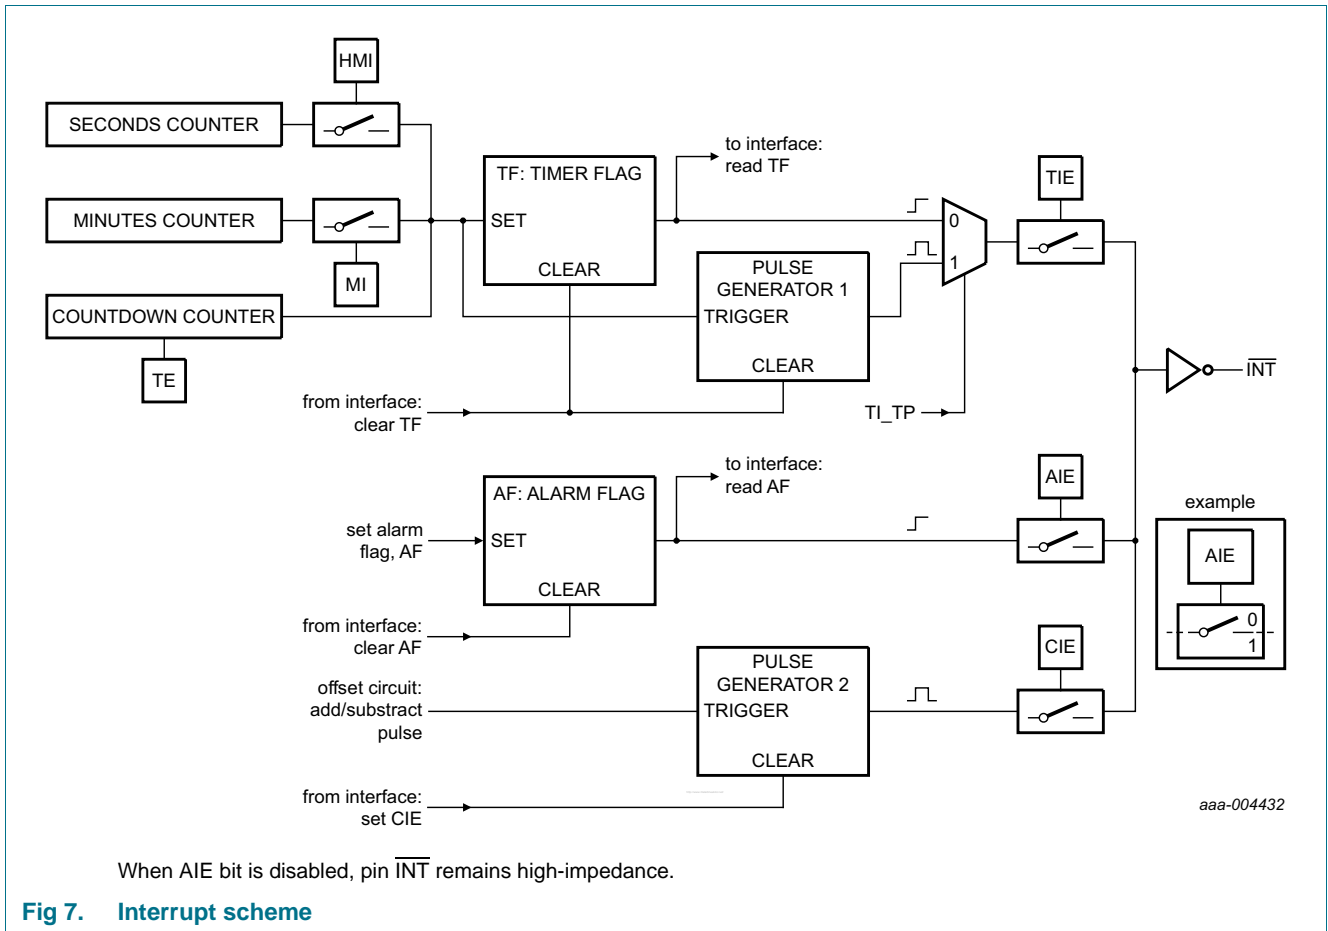 HMI
SECONDS COUNTER
MINUTES COUNTER
MI
COUNTDOWN COUNTER
TE
TF: TIMER FLAG
SET
CLEAR
to interface:
read TF
PULSE
GENERATOR 1
TRIGGER
CLEAR
0
1
TIE
from interface:
clear TF
TI_TP
INT
AF: ALARM FLAG
SET
CLEAR
to interface:
read AF
set alarm
flag, AF
from interface:
clear AF
AIE
example
AIE
0
1
offset circuit:
add/substract
pulse
PULSE
GENERATOR 2
TRIGGER
CLEAR
CIE
from interface:
set CIE
aaa-004432
When AIE bit is disabled, pin INT remains high-impedance.
Fig 7. Interrupt scheme